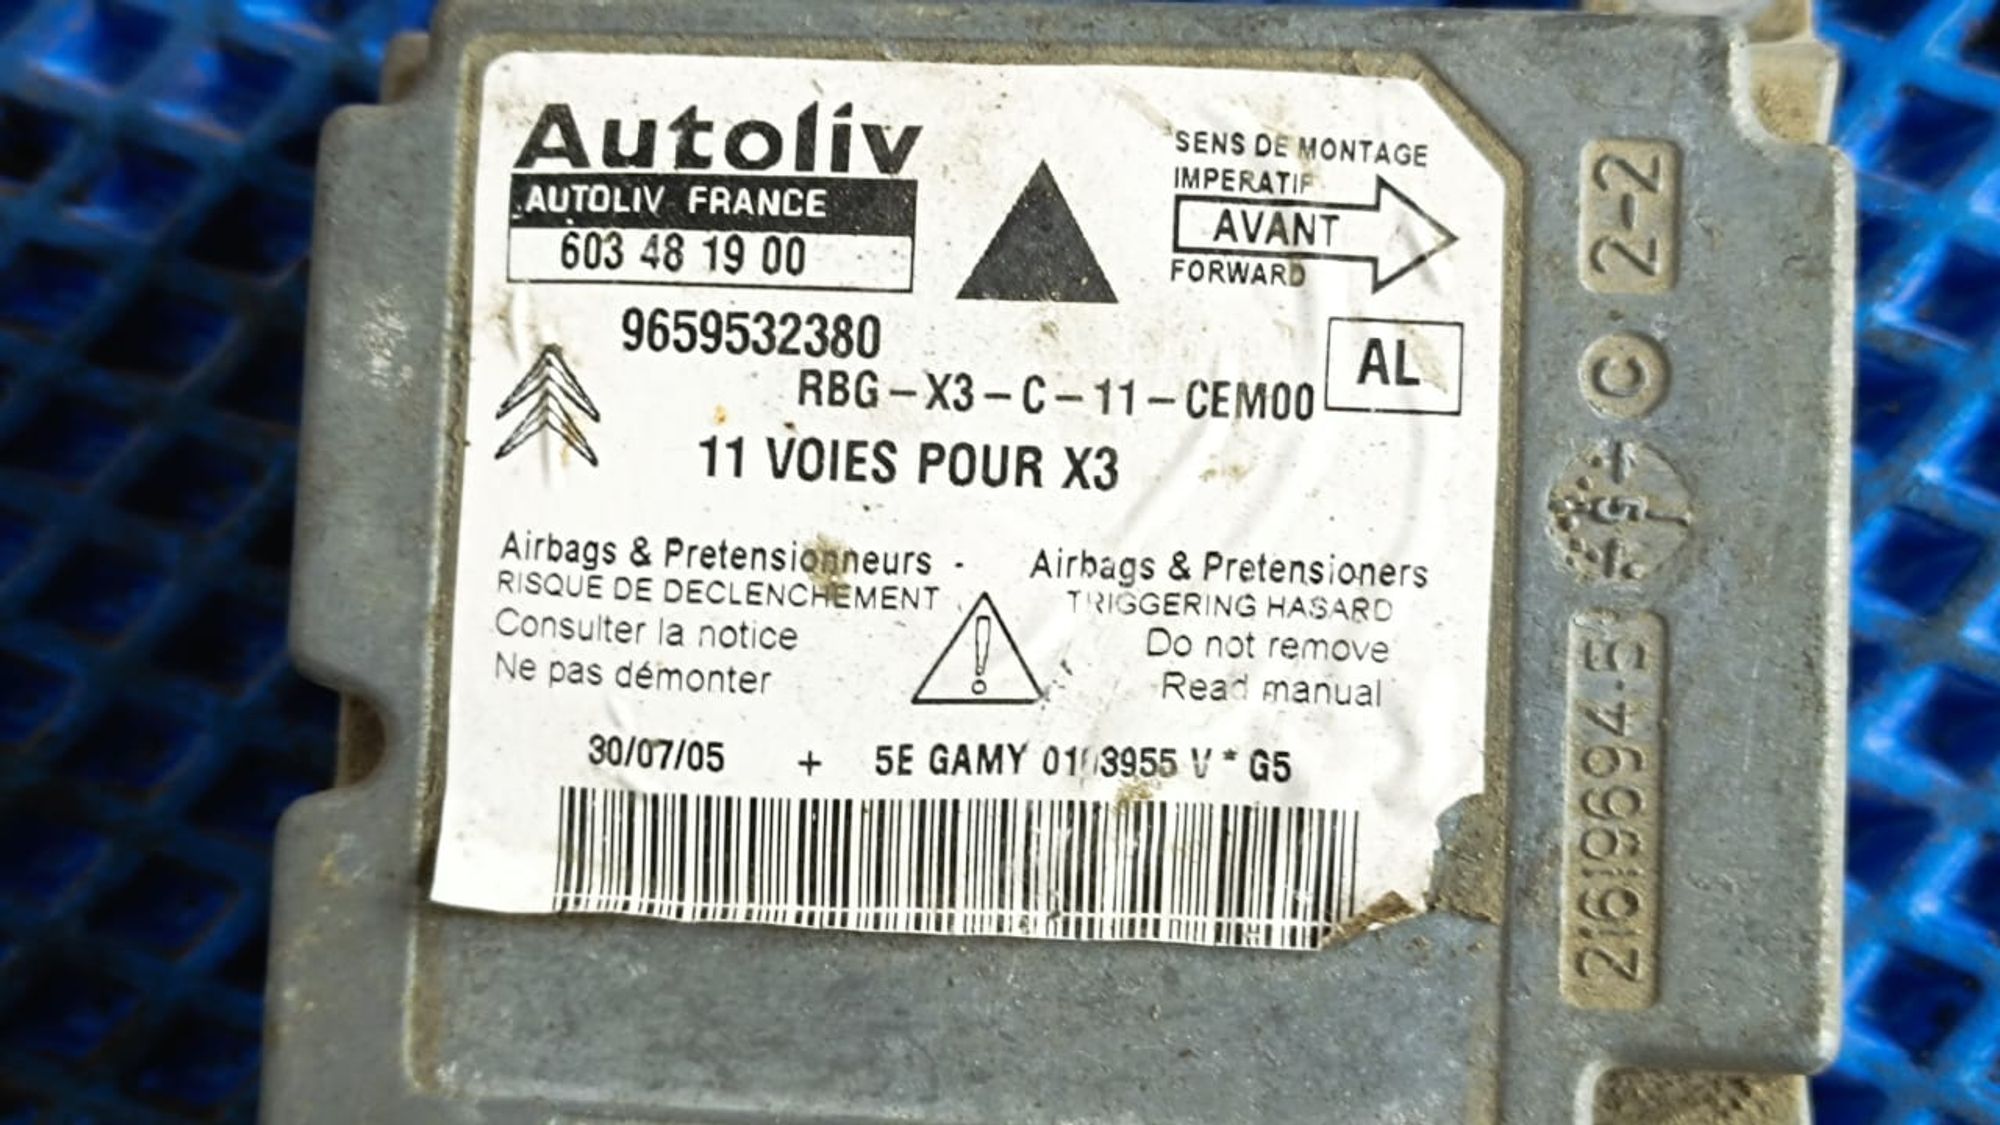 Autoliv
AUTOLIV FRANCE
603 48 19 00
SENS DE MONTAGE
IMPERATIF
AVANT
FORWARD
9659532380
RBG-X3-C-11-CEM00
AL
11 VOIES POUR X3
Airbags & Pretensionneurs -
RISQUE DE DECLENCHEMENT
Consulter la notice
Ne pas démonter
Airbags & Pretensioners
TRIGGERING HASARD
Do not remove
Read manual
30/07/05 + 5E GAMY V * G5
2-2
C
2619694.5